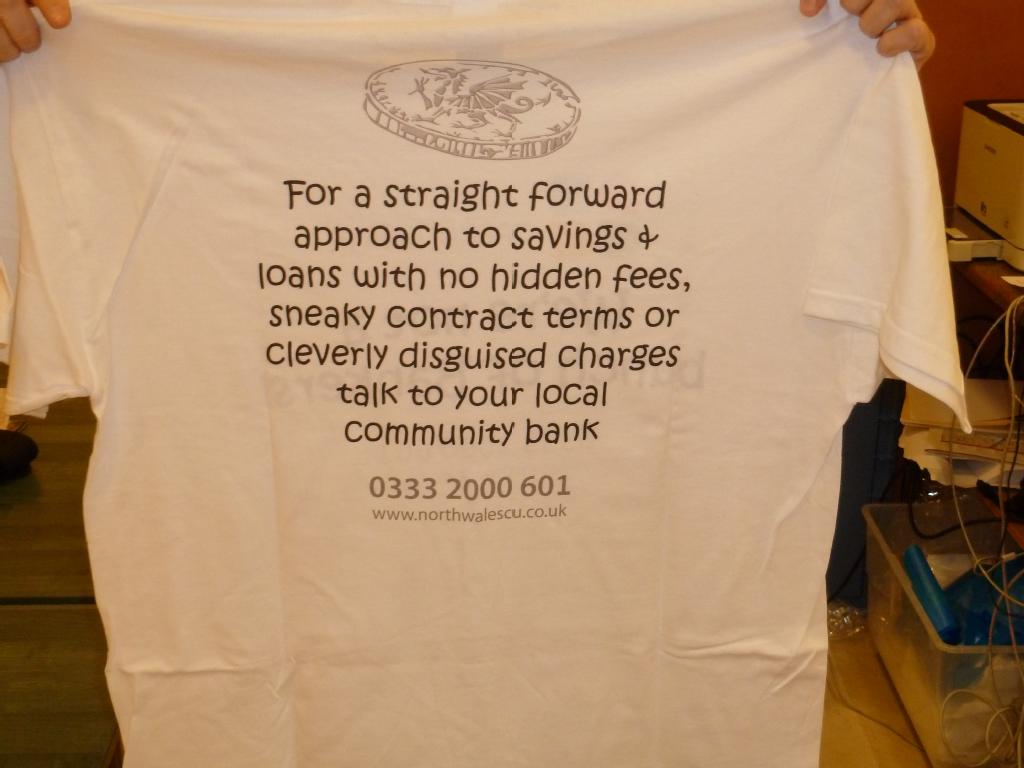 For a straight forward
approach to savings &
loans with no hidden fees,
sneaky contract terms or
cleverly disguised charges
talk to your local
community bank
0333 2000 601
www.northwalescu.co.uk